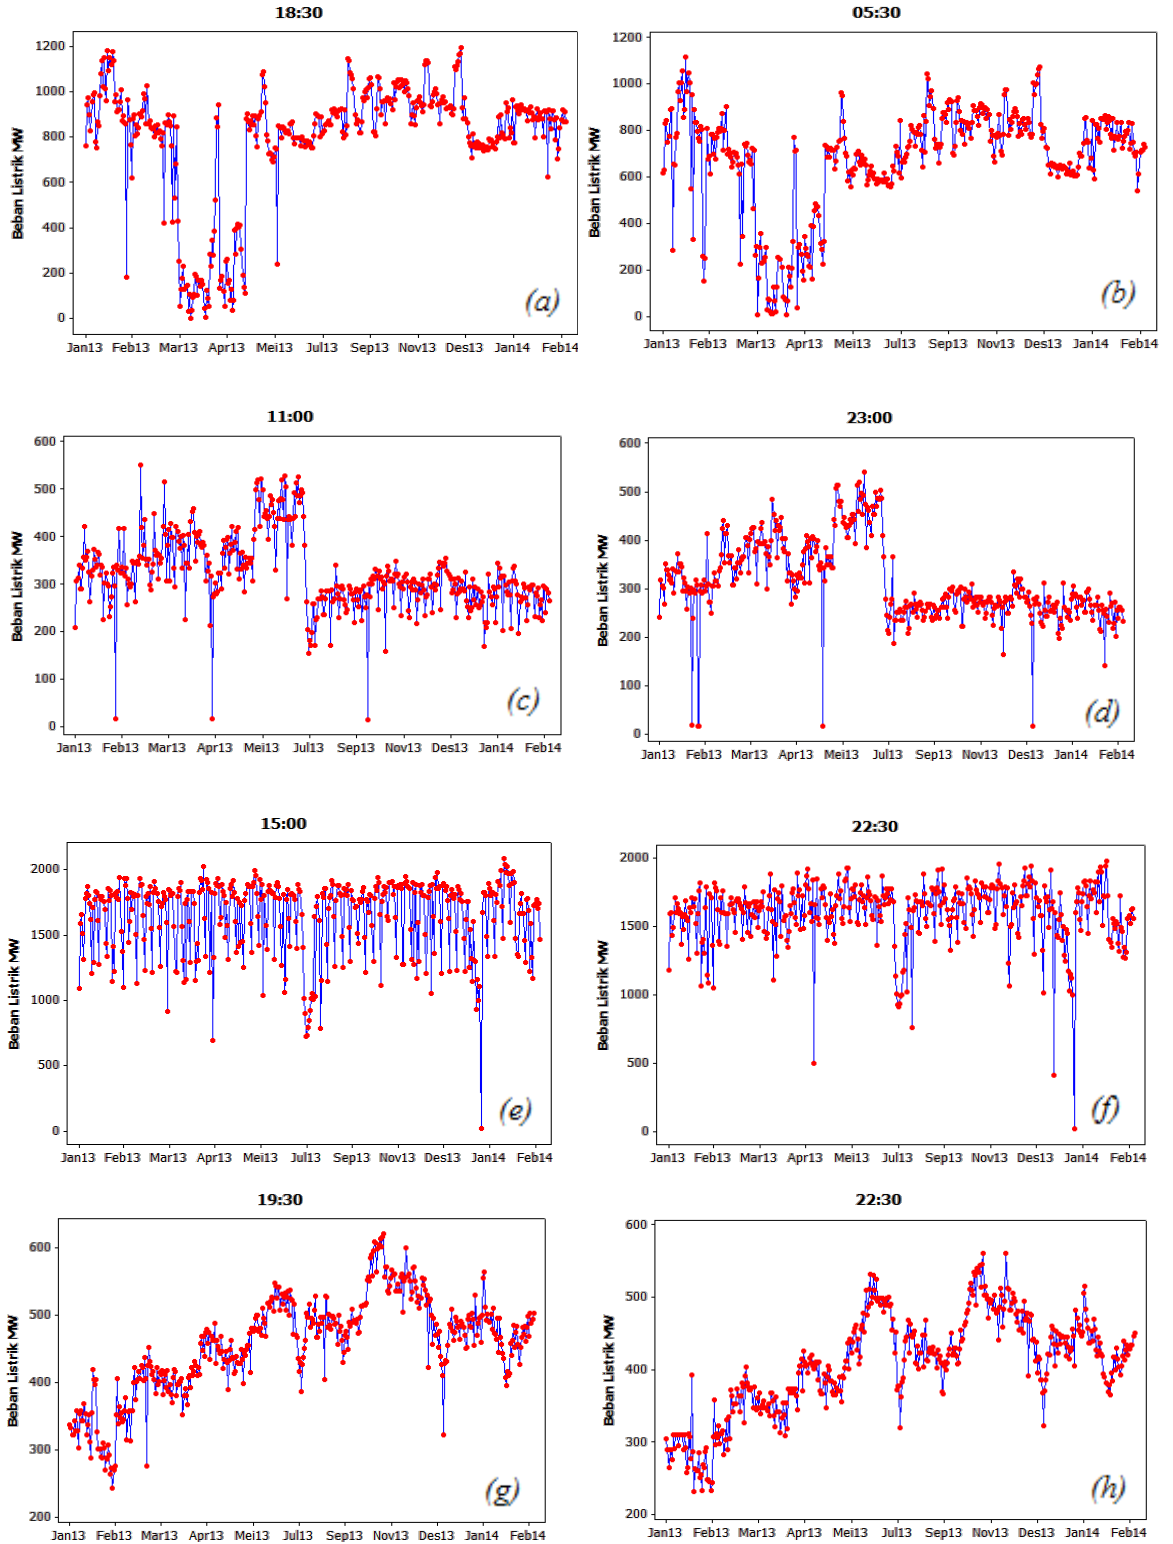 18:30
05:30
1200
1000
800
600
400
200
0
Beban Listrik MW
(a)
Jan13 Feb13 Mar13 Apr13 Mei13 Jul13 Sep13 Nov13 Des13 Jan14 Feb14
1200
1000
800
600
400
200
0
Beban Listrik MW
(b)
Jan13 Feb13 Mar13 Apr13 Mei13 Jul13 Sep13 Nov13 Des13 Jan14 Feb14
11:00
23:00
600
500
400
300
200
100
0
Beban Listrik MW
(c)
Jan13 Feb13 Mar13 Apr13 Mei13 Jul13 Sep13 Nov13 Des13 Jan14 Feb14
600
500
400
300
200
100
0
Beban Listrik MW
(d)
Jan13 Feb13 Mar13 Apr13 Mei13 Jul13 Sep13 Nov13 Des13 Jan14 Feb14
15:00
22:30
2000
1500
1000
500
0
Beban Listrik MW
(e)
Jan13 Feb13 Mar13 Apr13 Mei13 Jul13 Sep13 Nov13 Des13 Jan14 Feb14
2000
1500
1000
500
0
Beban Listrik MW
(f)
Jan13 Feb13 Mar13 Apr13 Mei13 Jul13 Sep13 Nov13 Des13 Jan14 Feb14
19:30
22:30
600
500
400
300
200
Beban Listrik MW
(g)
Jan13 Feb13 Mar13 Apr13 Mei13 Jul13 Sep13 Nov13 Des13 Jan14 Feb14
600
500
400
300
200
Beban Listrik MW
(h)
Jan13 Feb13 Mar13 Apr13 Mei13 Jul13 Sep13 Nov13 Des13 Jan14 Feb14